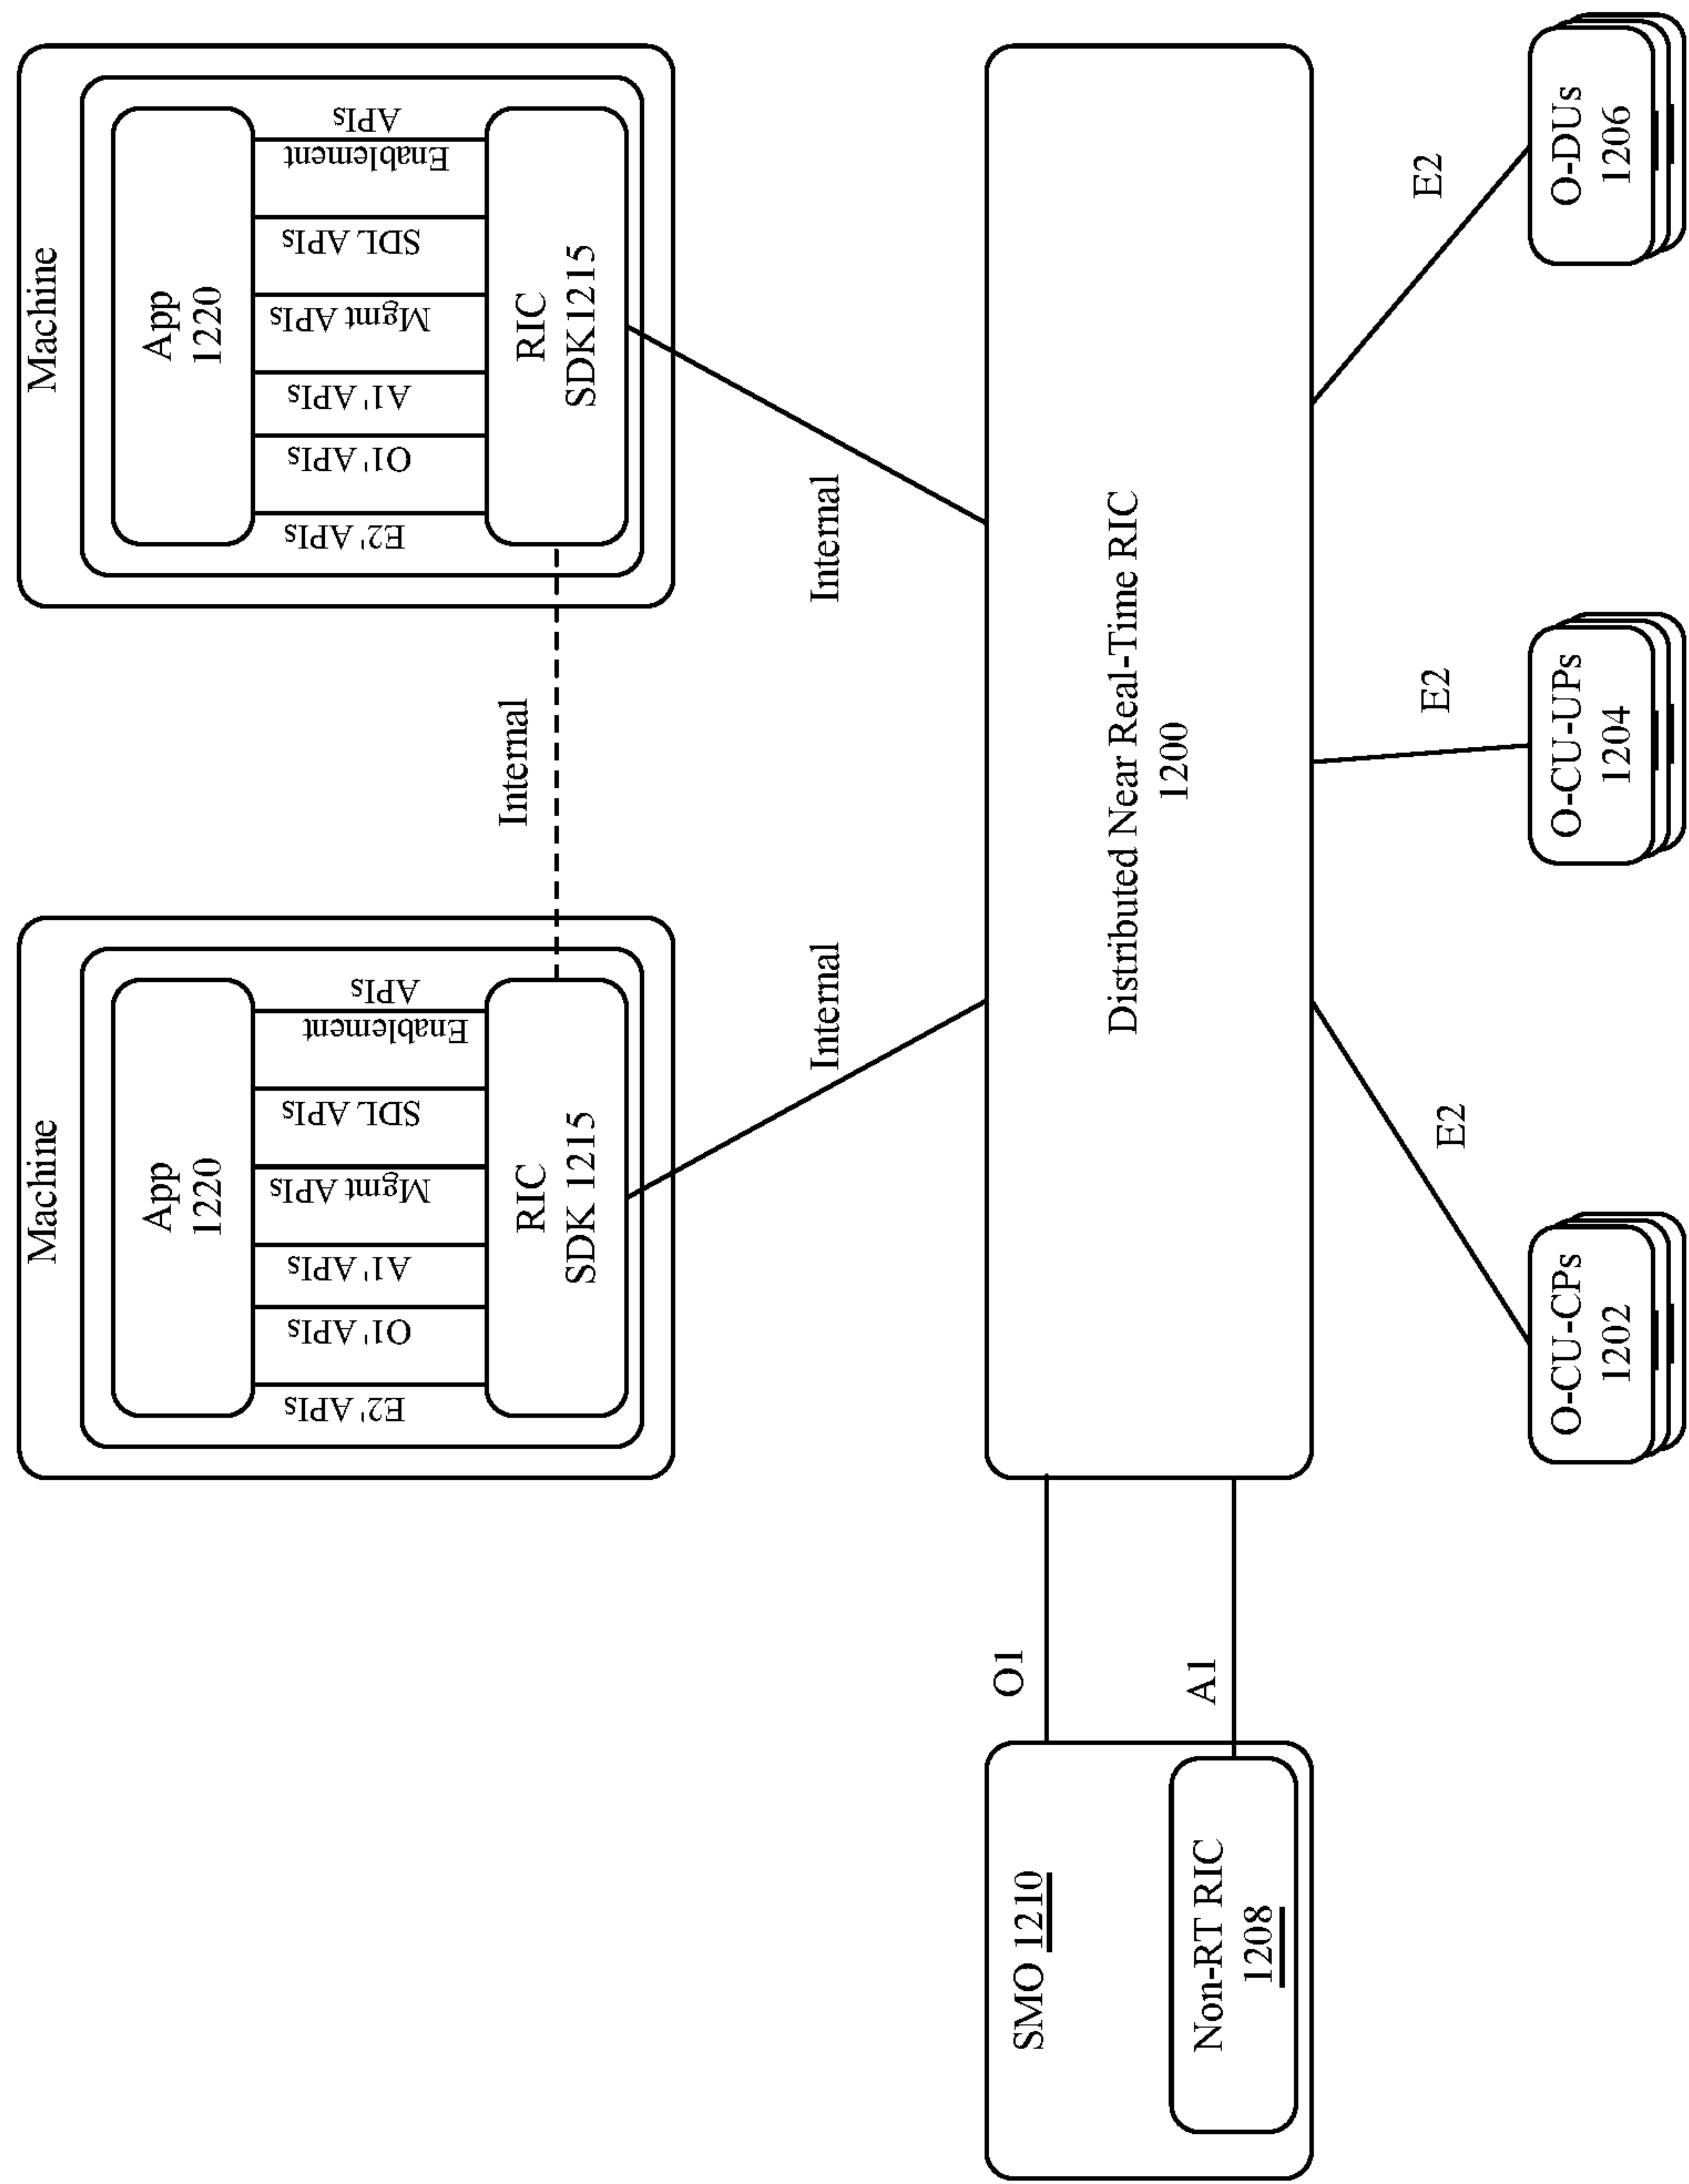 Machine
App
1220
E2' APIs
O1' APIs
A1' APIs
Mgmt APIs
SDL APIs
Enablement
APIs
RIC
SDK 1215
Internal
Machine
App
1220
E2' APIs
O1' APIs
A1' APIs
Mgmt APIs
SDL APIs
Enablement
APIs
RIC
SDK1215
Internal
Internal
SMO 1210
Non-RT RIC
1208
O1
A1
Distributed Near Real-Time RIC
1200
E2
E2
E2
O-CU-CPs
1202
O-CU-UPs
1204
O-DUs
1206